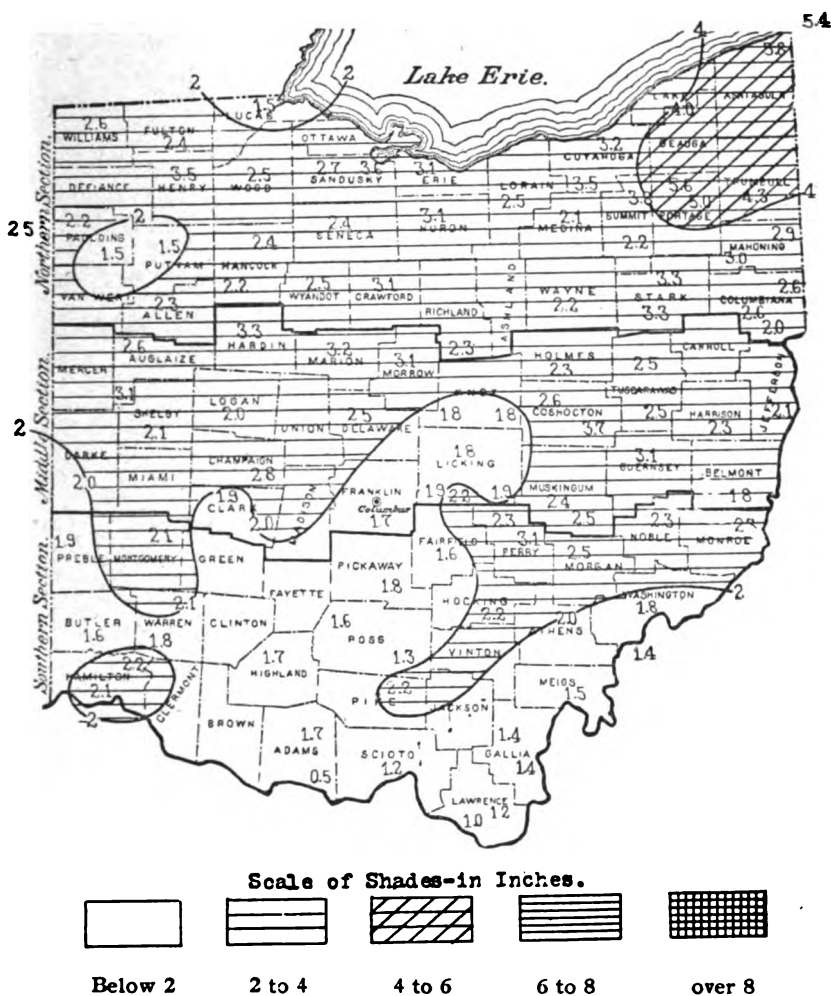 54
4
2 2 Lake Erie. 5.8
1.5 LAKE ASHTABULA
LUCAS 4.0
2.6 FULTON OTTAWA 5.2 GEAUGA
WILLIAMS 2.4 CUYAHOGA
3.5 2.5 2.7 3.6 3.1 3.5 5.6 TRUMBULL
DEFIANCE HENRY WOOD SANDUSKY ERIE LORAIN 3.8 5.0 4.3 4
2.5 SUMMIT PORTAGE
25 2.2 2 2.4 3.1 2.1 2.9
PAULDING 1.5 2.4 SENECA HURON MEDINA 2.2 MAHONING
1.5 PUTNAM HANCOCK 3.0
Northern Section.
VAN WERT 2.2 2.5 3.1 WAYNE 3.3 2.6
2.3 WYANDOT CRAWFORD ASHLAND 2.2 STARK COLUMBIANA
ALLEN RICHLAND 3.3 2.6
3.3 2.0
2.6 HARDIN 3.2 2.3 HOLMES CARROLL
MERCER AUGLAIZE MARION 3.1 2.3 2.5
MORROW JEFFERSON
3.1 LOGAN KNOX 2.6 TUSCARAWAS
SHELBY 2.0 2.5 1.8 1.8 COSHOCTON 2.5 HARRISON 2.1
2 2.1 UNION DELAWARE 3.7 2.3
Middle Section.
DARKE CHAMPAIGN 1.8 3.1
2.0 MIAMI 2.8 LICKING GUERNSEY BELMONT
1.9 FRANKLIN 1.9 2.2 1.9 MUSKINGUM 1.8
CLARK MADISON Columbus 2.4
2.0 1.7 2.3 2.5 2.3
1.9 2.1 FAIRFIELD 3.1 NOBLE MONROE
PREBLE MONTGOMERY GREEN 1.6 PERRY 2.5
PICKAWAY MORGAN
FAYETTE 1.8
2.1 HOCKING WASHINGTON 2
BUTLER WARREN CLINTON 1.6 2.2 2.0 1.8
1.6 1.8 ROSS ATHENS
Southern Section.
2.2 1.7 1.3 VINTON 1.4
HAMILTON HIGHLAND
2.1 CLERMONT PIKE 2.2 MEIGS
2 JACKSON 1.5
BROWN 1.7 1.4
ADAMS SCIOTO GALLIA
0.5 1.2 1.4
LAWRENCE
1.0 12
Scale of Shades-in Inches.
Below 2 2 to 4 4 to 6 6 to 8 over 8